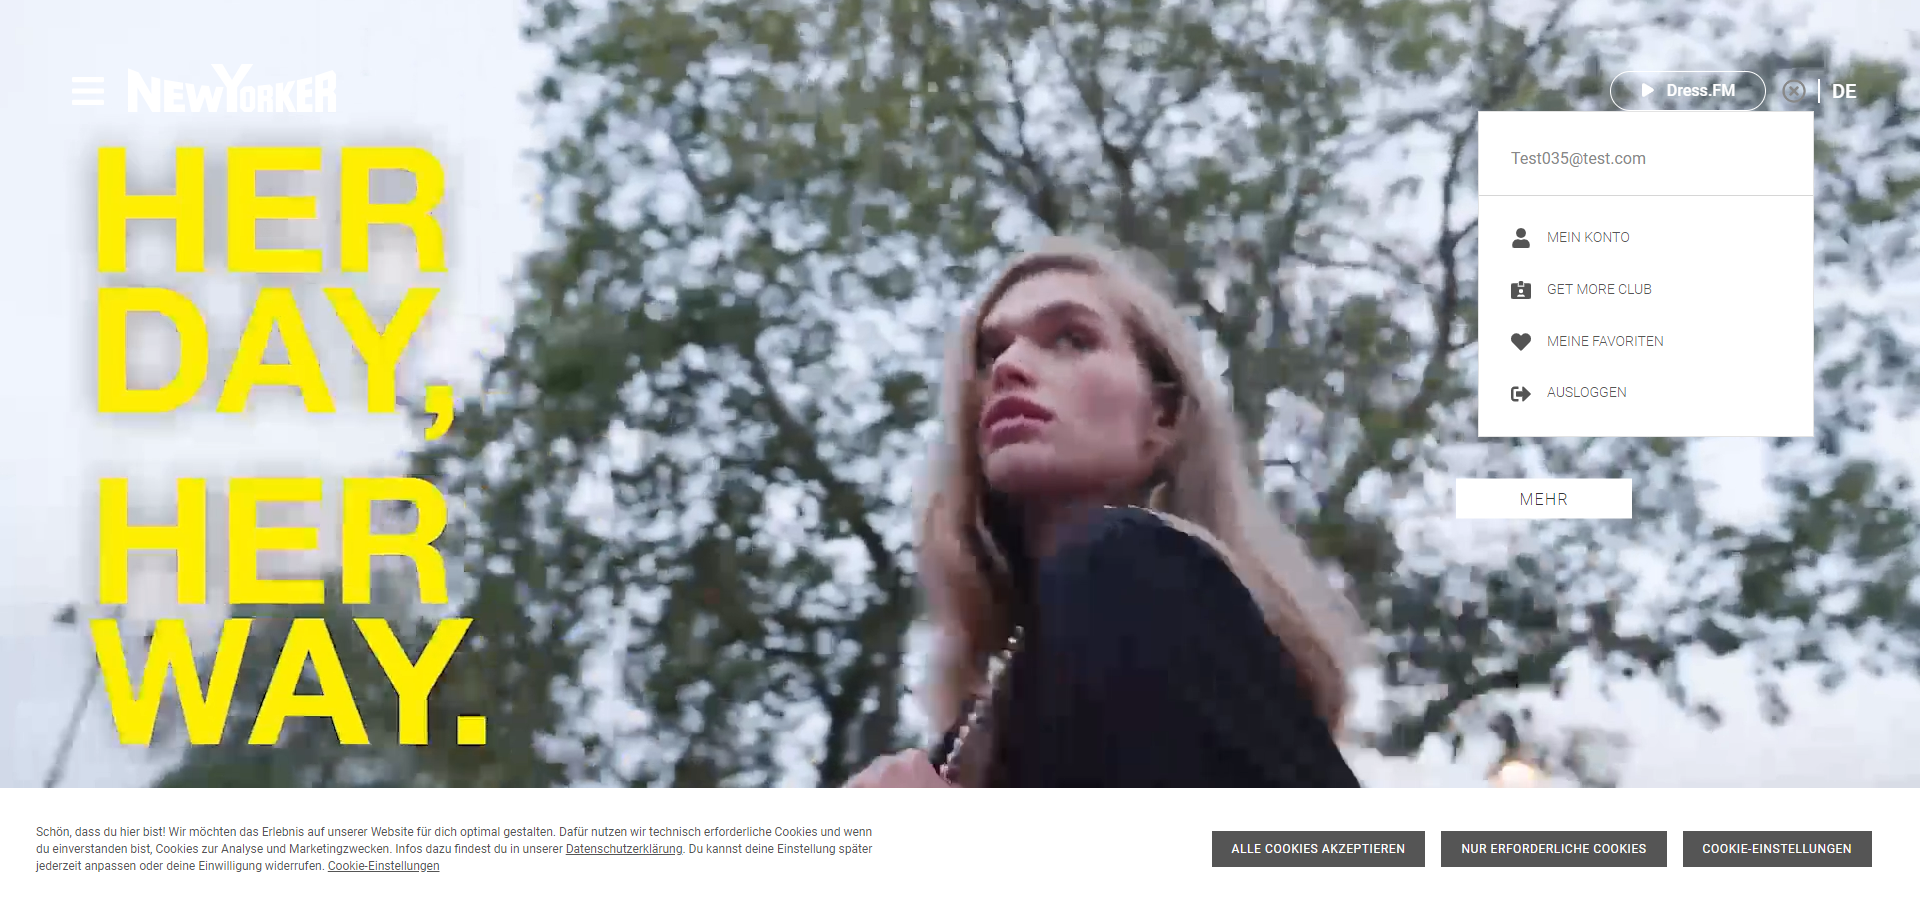 NEWYORKER
Dress.FM
DE
Test035@test.com
MEIN KONTO
GET MORE CLUB
MEINE FAVORITEN
AUSLOGGEN
HER
DAY,
HER
WAY.
MEHR
Schön, dass du hier bist! Wir möchten das Erlebnis auf unserer Website für dich optimal gestalten. Dafür nutzen wir technisch erforderliche Cookies und wenn
du einverstanden bist, Cookies zur Analyse und Marketingzwecken. Infos dazu findest du in unserer Datenschutzerklärung. Du kannst deine Einstellung später
jederzeit anpassen oder deine Einwilligung widerrufen. Cookie-Einstellungen
ALLE COOKIES AKZEPTIEREN
NUR ERFORDERLICHE COOKIES
COOKIE-EINSTELLUNGEN